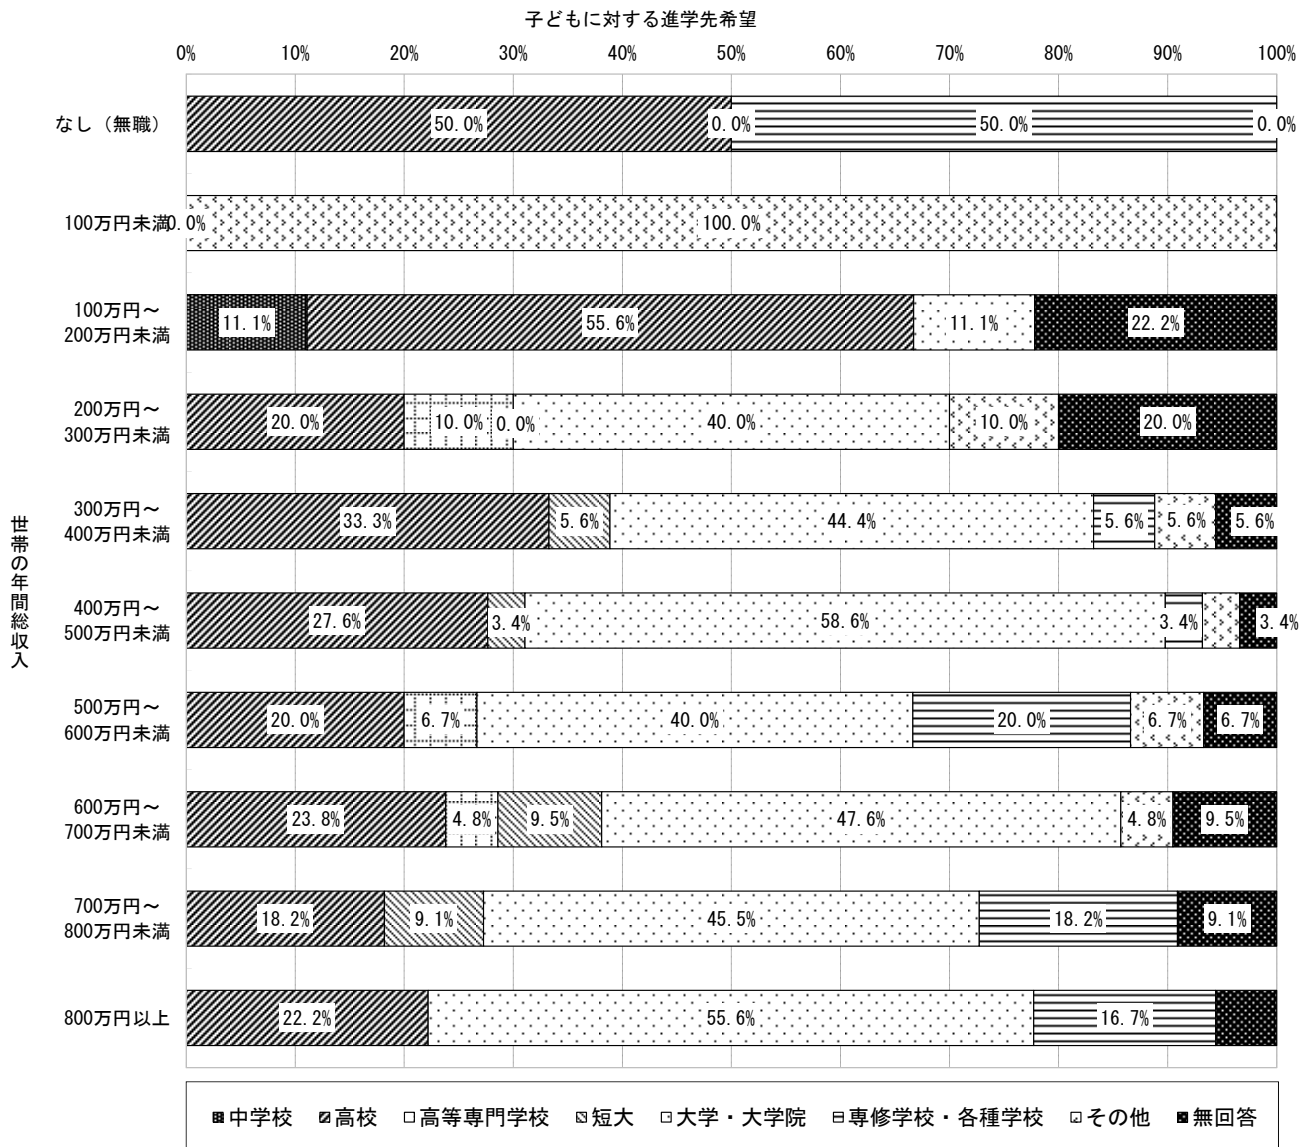 子どもに対する進学先希望
0% 10% 20% 30% 40% 50% 60% 70% 80% 90% 100%
世帯の年間総収入
なし（無職） 50.0% 0.0% 50.0% 0.0%
100万円未満 0.0% 100.0%
100万円～
200万円未満 11.1% 55.6% 11.1% 22.2%
200万円～
300万円未満 20.0% 10.0% 0.0% 40.0% 10.0% 20.0%
300万円～
400万円未満 33.3% 5.6% 44.4% 5.6% 5.6% 5.6%
400万円～
500万円未満 27.6% 3.4% 58.6% 3.4% 3.4%
500万円～
600万円未満 20.0% 6.7% 40.0% 20.0% 6.7% 6.7%
600万円～
700万円未満 23.8% 4.8% 9.5% 47.6% 4.8% 9.5%
700万円～
800万円未満 18.2% 9.1% 45.5% 18.2% 9.1%
800万円以上 22.2% 55.6% 16.7%
中学校 高校 高等専門学校 短大 大学・大学院 専修学校・各種学校 その他 無回答